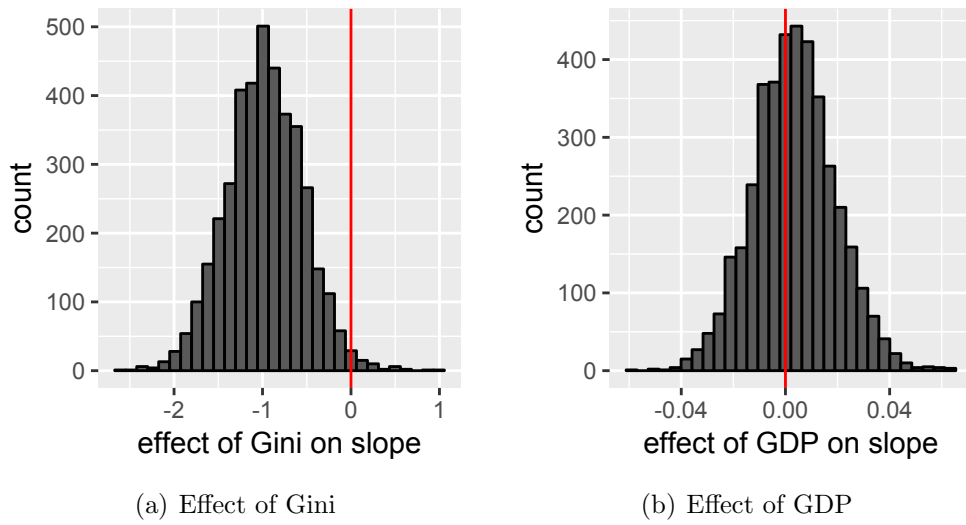 500
400
300
200
100
0
count
-2 -1 0 1
effect of Gini on slope
(a) Effect of Gini
400
300
200
100
0
count
-0.04 0.00 0.04
effect of GDP on slope
(b) Effect of GDP